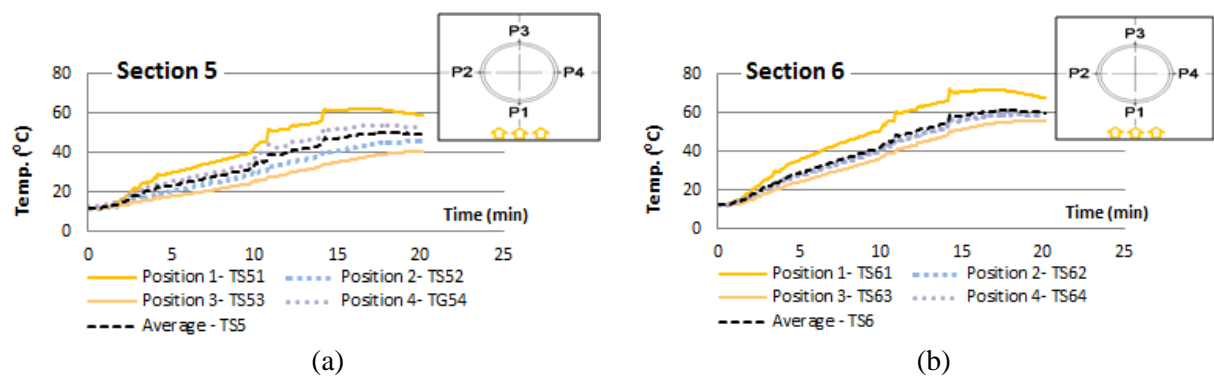 Section 5
P3
P2
P4
P1
80
60
40
20
0
Temp. (⁰C)
Time (min)
0 5 10 15 20 25
Position 1- TS51 Position 2- TS52
Position 3- TS53 Position 4- TG54
Average - TS5
(a)
Section 6
P3
P2
P4
P1
80
60
40
20
0
Temp. (⁰C)
Time (min)
0 5 10 15 20 25
Position 1- TS61 Position 2- TS62
Position 3- TS63 Position 4- TS64
Average - TS6
(b)